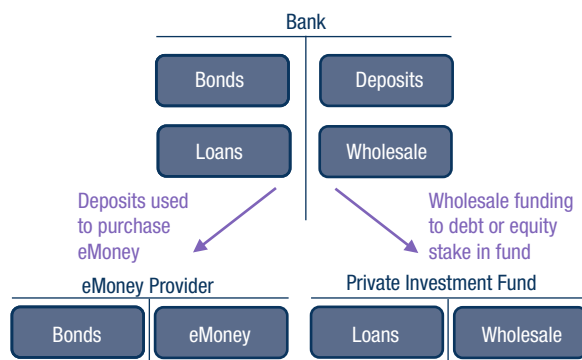 Bank
Bonds
Deposits
Loans
Wholesale
Deposits used
to purchase
eMoney
Wholesale funding
to debt or equity
stake in fund
eMoney Provider
Private Investment Fund
Bonds
eMoney
Loans
Wholesale